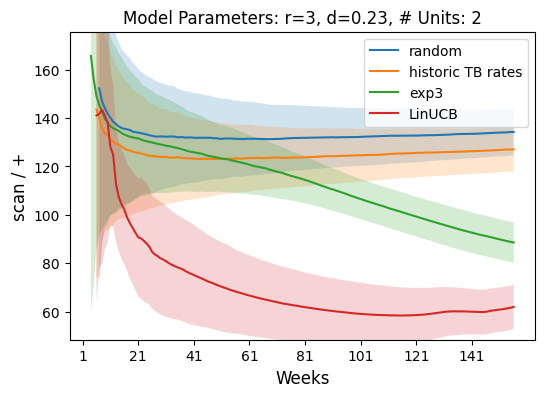 Model Parameters: r=3, d=0.23, # Units: 2
random
historic TB rates
exp3
LinUCB
scan / +
160
140
120
100
80
60
1 21 41 61 81 101 121 141
Weeks